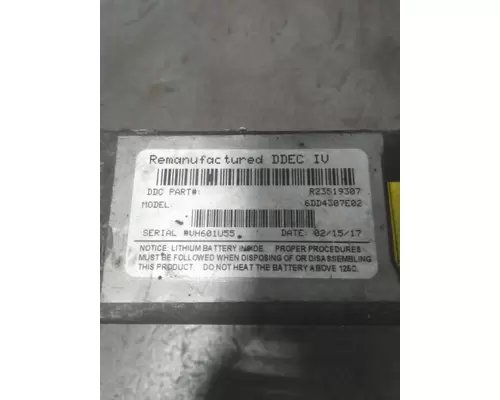 Remanufactured DDEC IV
DDC PART#: R23519307
MODEL: 6DD4307E02
SERIAL #VH601U55 DATE: 02/15/17
NOTICE: LITHIUM BATTERY INSIDE. PROPER PROCEDURES
MUST BE FOLLOWED WHEN DISPOSING OF OR DISASSEMBLING
THIS PRODUCT. DO NOT HEAT THE BATTERY ABOVE 125C.